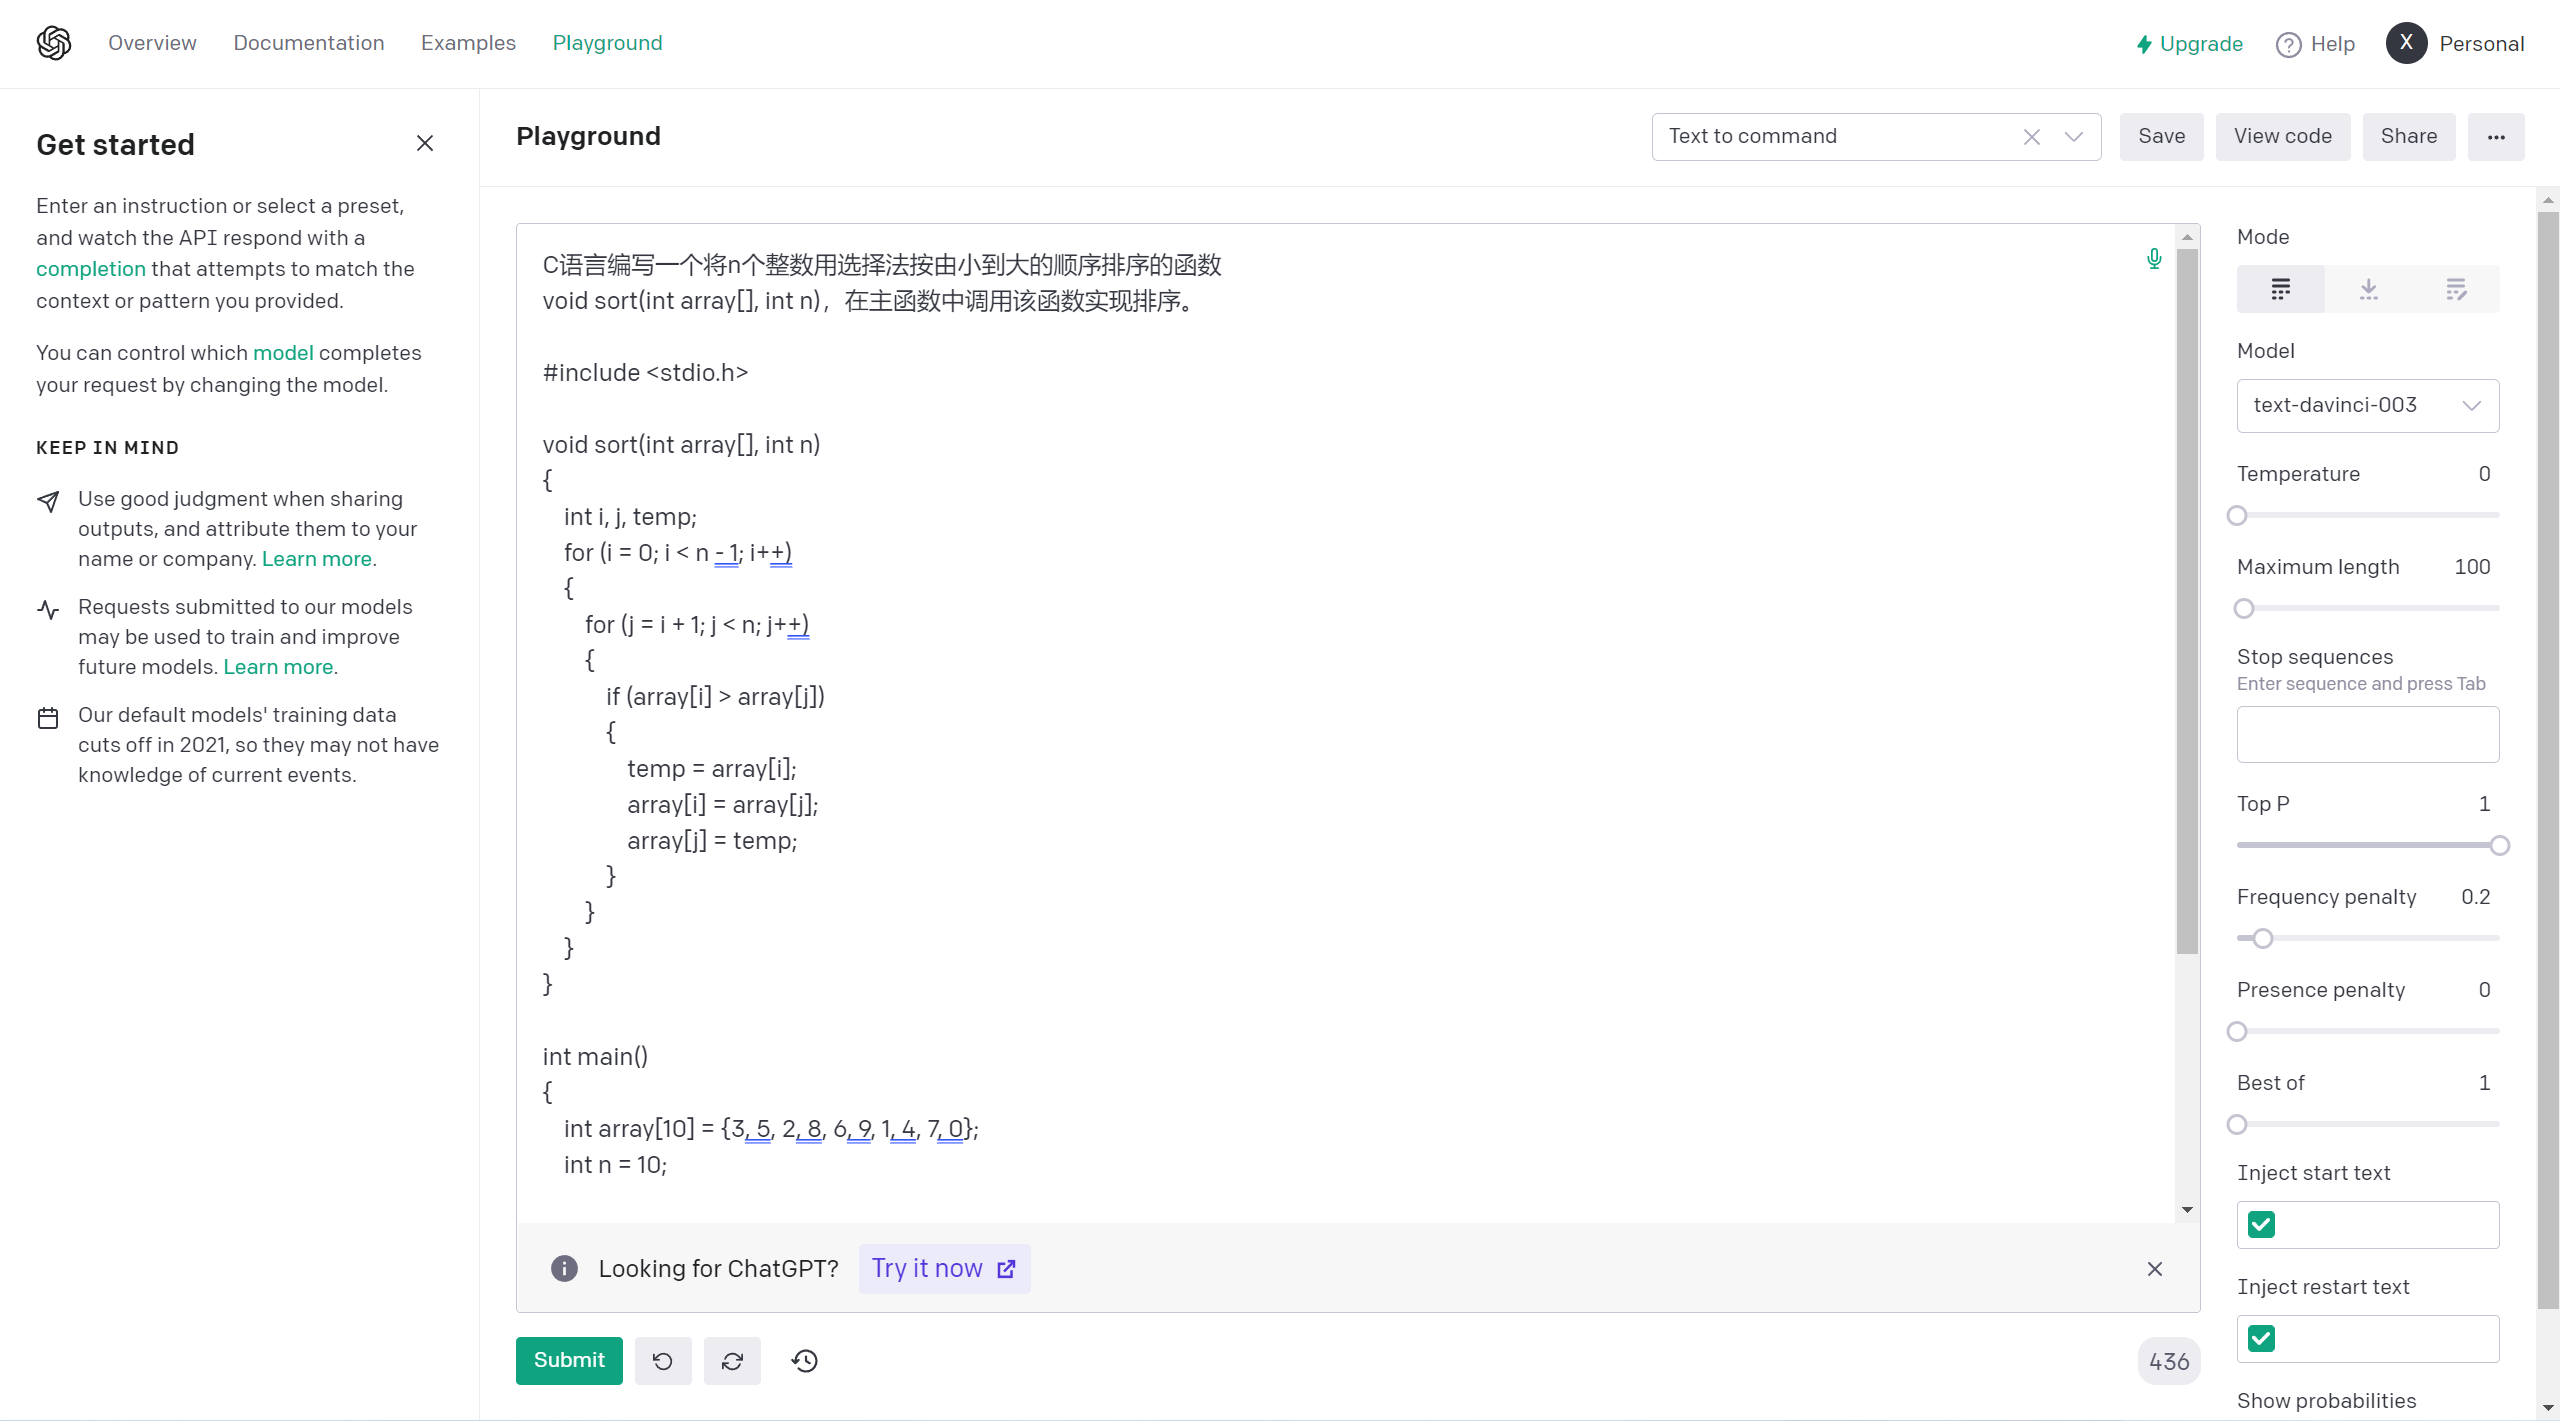 Overview
Documentation
Examples
Playground
Upgrade
Help
X
Personal
Get started
Enter an instruction or select a preset,
and watch the API respond with a
completion that attempts to match the
context or pattern you provided.
You can control which model completes
your request by changing the model.
KEEP IN MIND
Use good judgment when sharing
outputs, and attribute them to your
name or company. Learn more.
Requests submitted to our models
may be used to train and improve
future models. Learn more.
Our default models' training data
cuts off in 2021, so they may not have
knowledge of current events.
Playground
Text to command
Save
View code
Share
C语言编写一个将n个整数用选择法按由小到大的顺序排序的函数
void sort(int array[], int n)，在主函数中调用该函数实现排序。
#include <stdio.h>
void sort(int array[], int n)
{
int i, j, temp;
for (i = 0; i < n - 1; i++)
{
for (j = i + 1; j < n; j++)
{
if (array[i] > array[j])
{
temp = array[i];
array[i] = array[j];
array[j] = temp;
}
}
}
}
int main()
{
int array[10] = {3, 5, 2, 8, 6, 9, 1, 4, 7, 0};
int n = 10;
Looking for ChatGPT?
Try it now
Submit
436
Mode
Model
text-davinci-003
Temperature 0
Maximum length 100
Stop sequences
Enter sequence and press Tab
Top P 1
Frequency penalty 0.2
Presence penalty 0
Best of 1
Inject start text
Inject restart text
Show probabilities